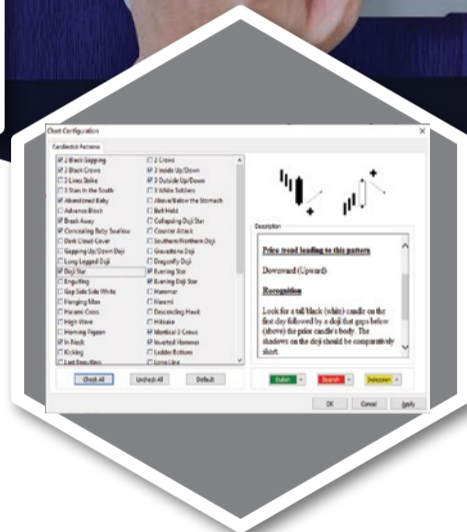 Chart Configuration
Candlestick Patterns
2 Black Gapping
3 Black Crows
3 Lines Strike
3 Stars In the South
Abandoned Baby
Advance Block
Break Away
Concealing Baby Swallow
Dark Cloud Cover
Gapping Up/Down Doji
Long Legged Doji
Doji Star
Engulfing
Gap Side Side White
Hanging Man
Harami Cross
High Wave
Homing Pigeon
In Neck
Kicking
Last Engulfing
2 Crows
3 Inside Up/Down
3 Outside Up/Down
3 White Soldiers
Above/Below the Stomach
Belt Hold
Collapsing Doji Star
Counter Attack
Southern/Northern Doji
Gravestone Doji
Dragonfly Doji
Evening Star
Evening Doji Star
Hammer
Harami
Descending Hawk
Hikkake
Identical 3 Crows
Inverted Hammer
Ladder Bottom
Long Line
Check All
Uncheck All
Default
Description
Price trend leading to this pattern
Downward (Upward)
Recognition
Look for a tall black (white) candle on the
first day followed by a doji that gaps below
(above) the prior candle's body. The
shadows on the doji should be comparatively
short.
Bullish
Bearish
Indecision
OK
Cancel
Apply